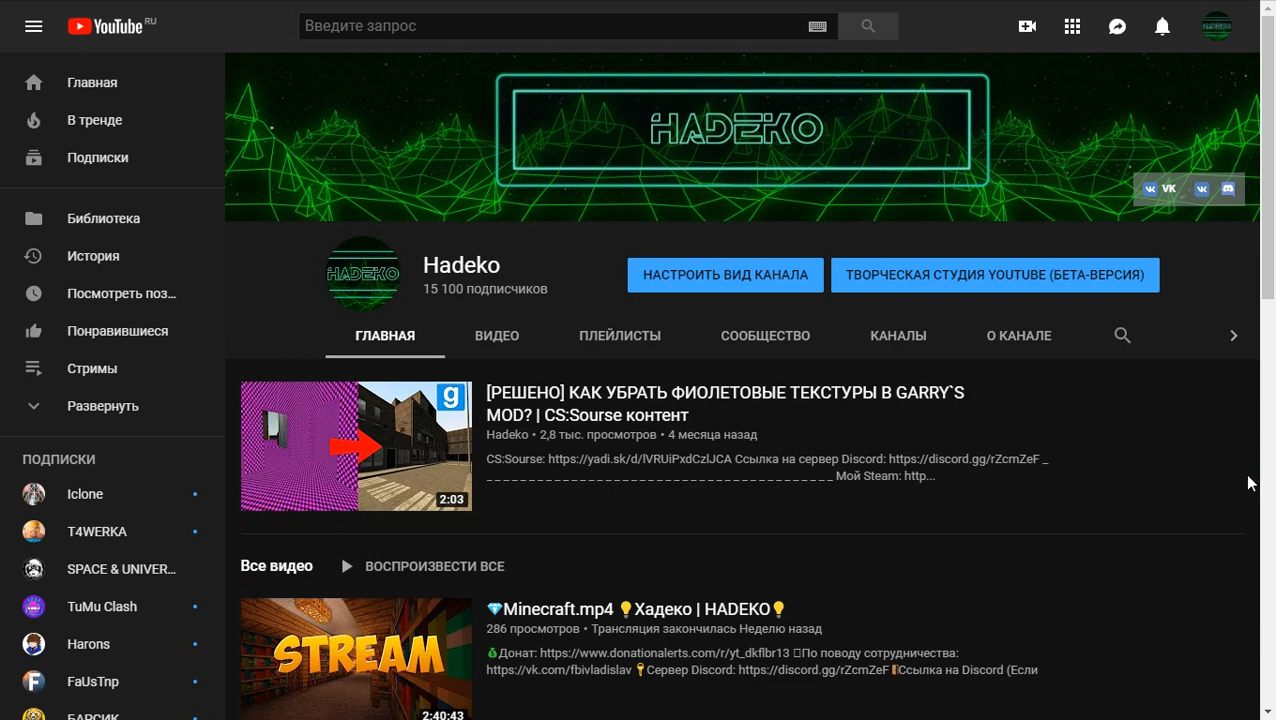 YouTube RU
Введите запрос
Главная
В тренде
Подписки
Библиотека
История
Посмотреть поз...
Понравившиеся
Стримы
Развернуть
ПОДПИСКИ
Iclone
T4WERKA
SPACE & UNIVER...
TuMu Clash
Harons
FaUsTnp
БАРСИК
HADEKO
VK
HADEKO
Hadeko
15 100 подписчиков
НАСТРОИТЬ ВИД КАНАЛА
ТВОРЧЕСКАЯ СТУДИЯ YOUTUBE (БЕТА-ВЕРСИЯ)
ГЛАВНАЯ
ВИДЕО
ПЛЕЙЛИСТЫ
СООБЩЕСТВО
КАНАЛЫ
О КАНАЛЕ
g
2:03
[РЕШЕНО] КАК УБРАТЬ ФИОЛЕТОВЫЕ ТЕКСТУРЫ В GARRY`S
MOD? | CS:Sourse контент
Hadeko • 2,8 тыс. просмотров • 4 месяца назад
CS:Sourse: https://yadi.sk/d/lVRUiPxdCzlJCA Ссылка на сервер Discord: https://discord.gg/rZcmZeF _
_ _ _ _ _ _ _ _ _ _ _ _ _ _ _ _ _ _ _ _ _ _ _ _ _ _ _ _ _ _ _ _ _ _ _ _ _ _ _ _ Мой Steam: http...
Все видео
ВОСПРОИЗВЕСТИ ВСЕ
STREAM
2:40:43
💎Minecraft.mp4 💡Хадеко | HADEKO💡
286 просмотров • Трансляция закончилась Неделю назад
💰Донат: https://www.donationalerts.com/r/yt_dkflbr13 По поводу сотрудничества:
https://vk.com/fbivladislav 💡Сервер Discord: https://discord.gg/rZcmZeF Ссылка на Discord (Если